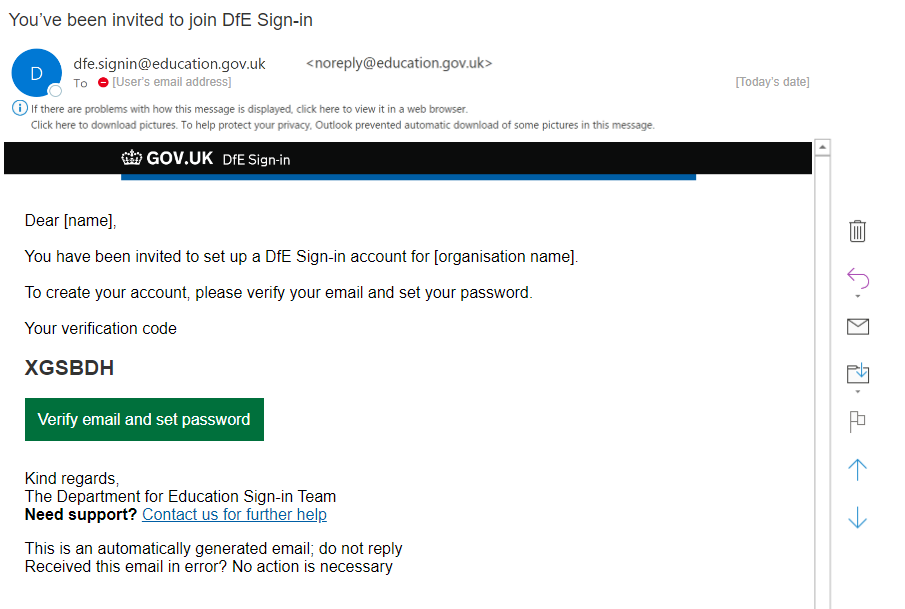 You've been invited to join DfE Sign-in
D
dfe.signin@education.gov.uk <noreply@education.gov.uk>
To [User's email address] [Today's date]
If there are problems with how this message is displayed, click here to view it in a web browser.
Click here to download pictures. To help protect your privacy, Outlook prevented automatic download of some pictures in this message.
GOV.UK DfE Sign-in
Dear [name],
You have been invited to set up a DfE Sign-in account for [organisation name].
To create your account, please verify your email and set your password.
Your verification code
XGSBDH
Verify email and set password
Kind regards,
The Department for Education Sign-in Team
Need support? Contact us for further help
This is an automatically generated email; do not reply
Received this email in error? No action is necessary